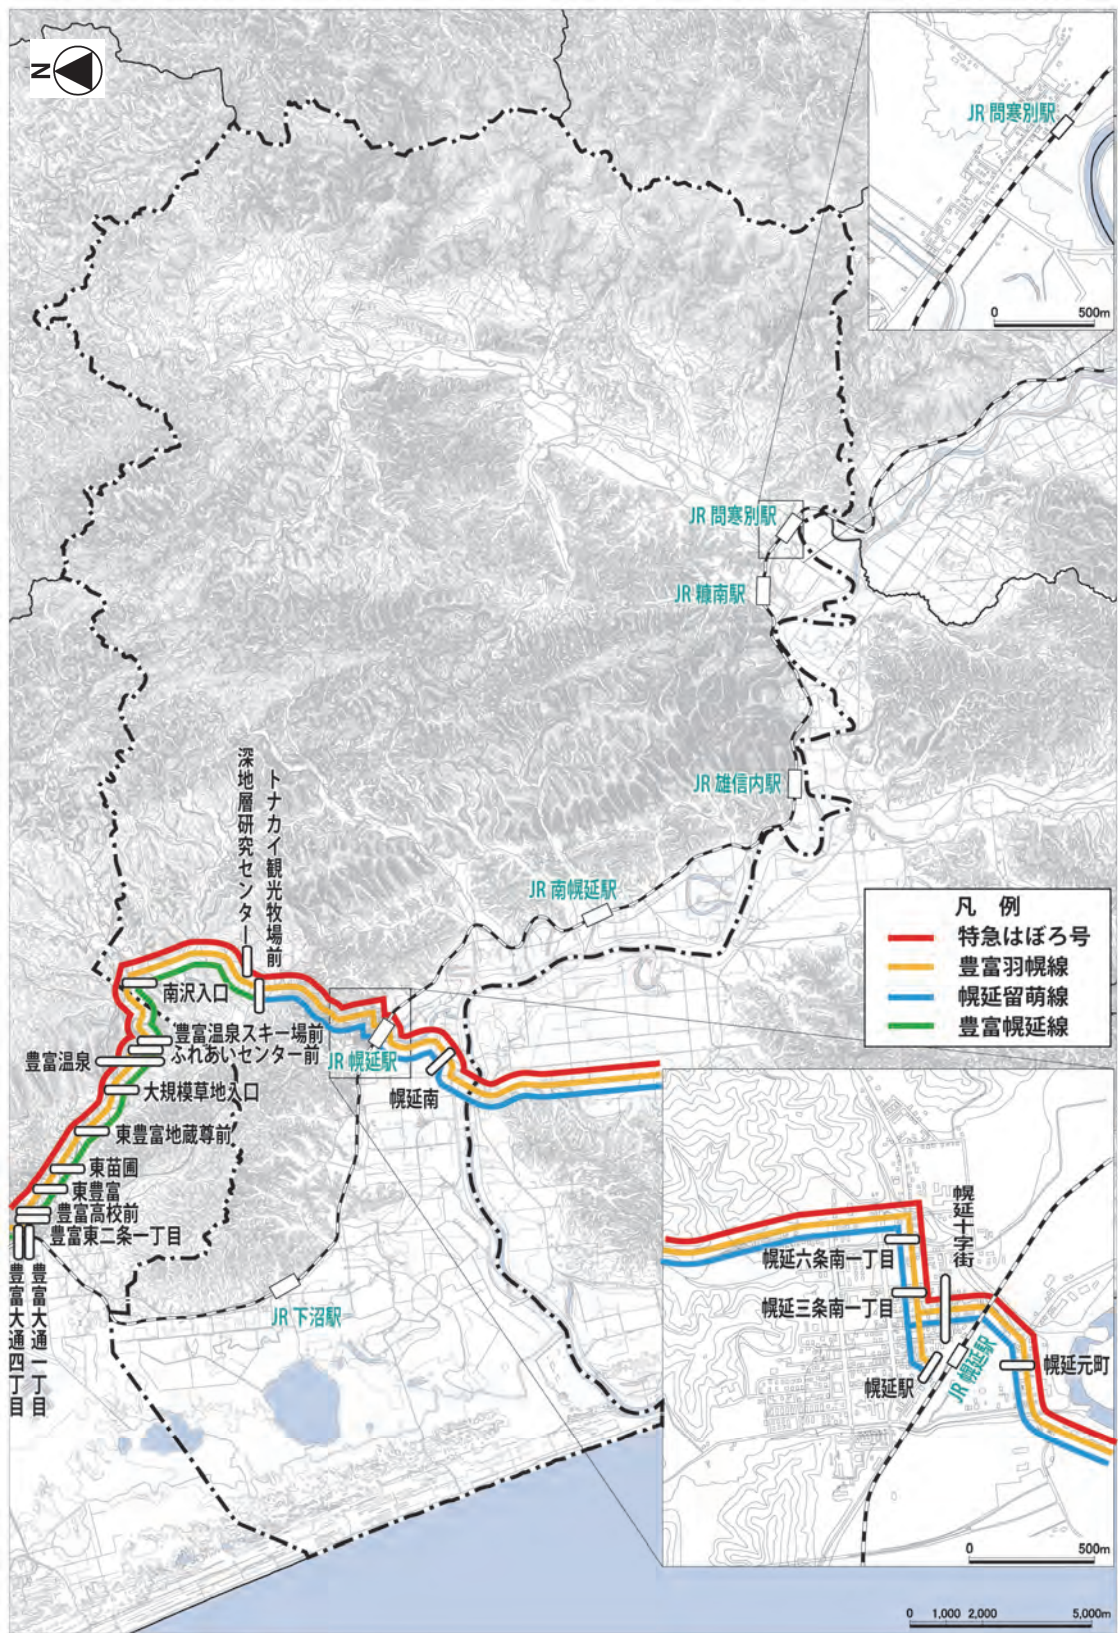 N
JR 問寒別駅
0 500m
JR 問寒別駅
JR 糠南駅
JR 雄信内駅
JR 南幌延駅
深地層研究センター
トナカイ観光牧場前
凡 例
特急はぼろ号
豊富羽幌線
幌延留萌線
豊富幌延線
南沢入口
豊富温泉スキー場前
ふれあいセンター前
豊富温泉
JR 幌延駅
大規模草地入口
幌延南
東豊富地蔵尊前
東苗圃
東豊富
豊富高校前
豊富東二条一丁目
豊富大通四丁目
豊富大通一丁目
JR 下沼駅
幌延十字街
幌延六条南一丁目
幌延三条南一丁目
幌延駅
JR 幌延駅
幌延元町
0 500m
0 1,000 2,000 5,000m